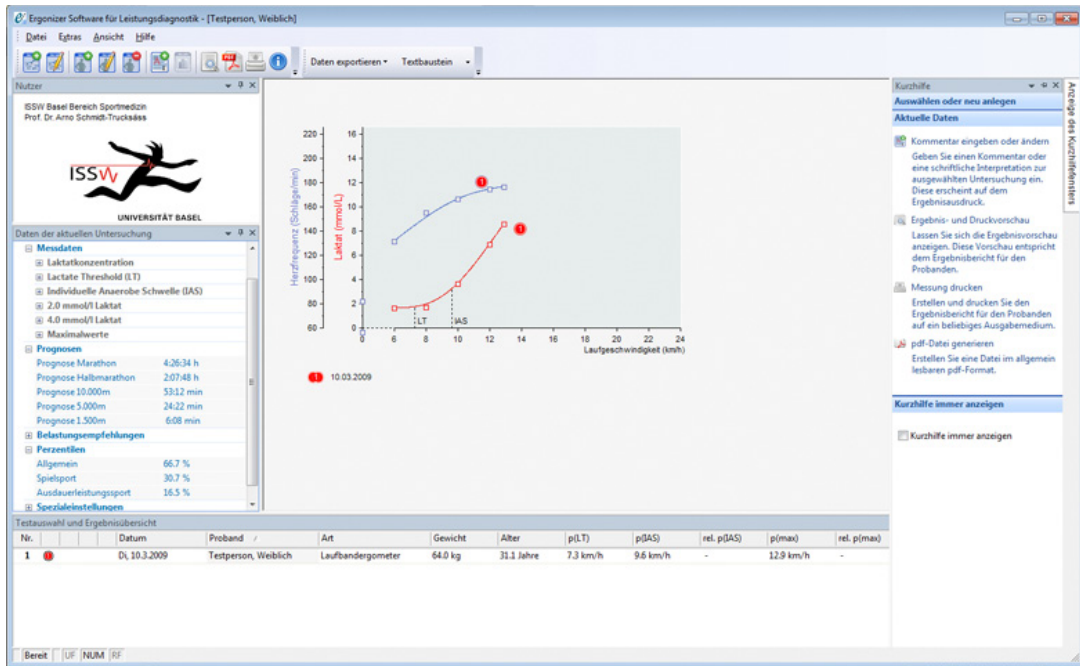 Ergonizer Software für Leistungsdiagnostik - [Testperson, Weiblich]
Datei Extras Ansicht Hilfe
Daten exportieren Textbaustein
Nutzer
ISSW Basel Bereich Sportmedizin
Prof. Dr. Arno Schmidt-Trucksäss
ISSW
UNIVERSITÄT BASEL
Daten der aktuellen Untersuchung
Messdaten
Laktatkonzentration
Lactate Threshold (LT)
Individuelle Anaerobe Schwelle (IAS)
2.0 mmol/l Laktat
4.0 mmol/l Laktat
Maximalwerte
Prognosen
Prognose Marathon 4:26:34 h
Prognose Halbmarathon 2:07:48 h
Prognose 10.000m 53:12 min
Prognose 5.000m 24:22 min
Prognose 1.500m 6:08 min
Belastungsempfehlungen
Perzentilen
Allgemein 66.7 %
Spielsport 30.7 %
Ausdauerleistungssport 16.5 %
Spezialeinstellungen
220 16
200 14
180 12
160 10
140 8
120 6
100 4
80 2
60 0
Herzfrequenz (Schläge/min)
Laktat (mmol/L)
1
1
LT IAS
0 6 8 10 12 14 16 18 20 22 24
Laufgeschwindigkeit (km/h)
1 10.03.2009
Kurzhilfe
Auswählen oder neu anlegen
Aktuelle Daten
Kommentar eingeben oder ändern
Geben Sie einen Kommentar oder
eine schriftliche Interpretation zur
ausgewählten Untersuchung ein.
Diese erscheint auf dem
Ergebnisausdruck.
Ergebnis- und Druckvorschau
Lassen Sie sich die Ergebnisvorschau
anzeigen. Diese Vorschau entspricht
dem Ergebnisbericht für den
Probanden.
Messung drucken
Erstellen und drucken Sie den
Ergebnisbericht für den Probanden
auf ein beliebiges Ausgabemedium.
pdf-Datei generieren
Erstellen Sie eine Datei im allgemein
lesbaren pdf-Format.
Kurzhilfe immer anzeigen
Kurzhilfe immer anzeigen
Anzeige des Kurzhilfefensters
Testauswahl und Ergebnisübersicht
Nr. Datum Proband Art Gewicht Alter p(LT) p(IAS) rel. p(IAS) p(max) rel. p(max)
1 Di, 10.3.2009 Testperson, Weiblich Laufbandergometer 64.0 kg 31.1 Jahre 7.3 km/h 9.6 km/h - 12.9 km/h -
Bereit UF NUM RF